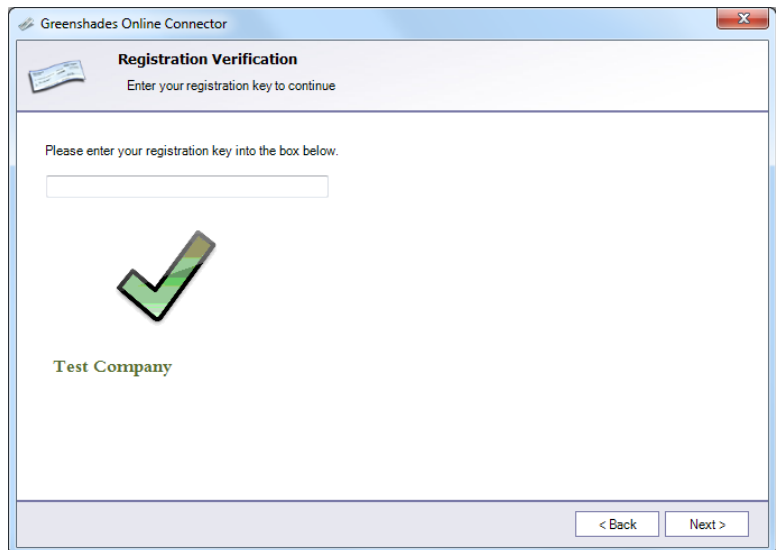 Greenshades Online Connector
Registration Verification
Enter your registration key to continue
Please enter your registration key into the box below.
Test Company
< Back
Next >